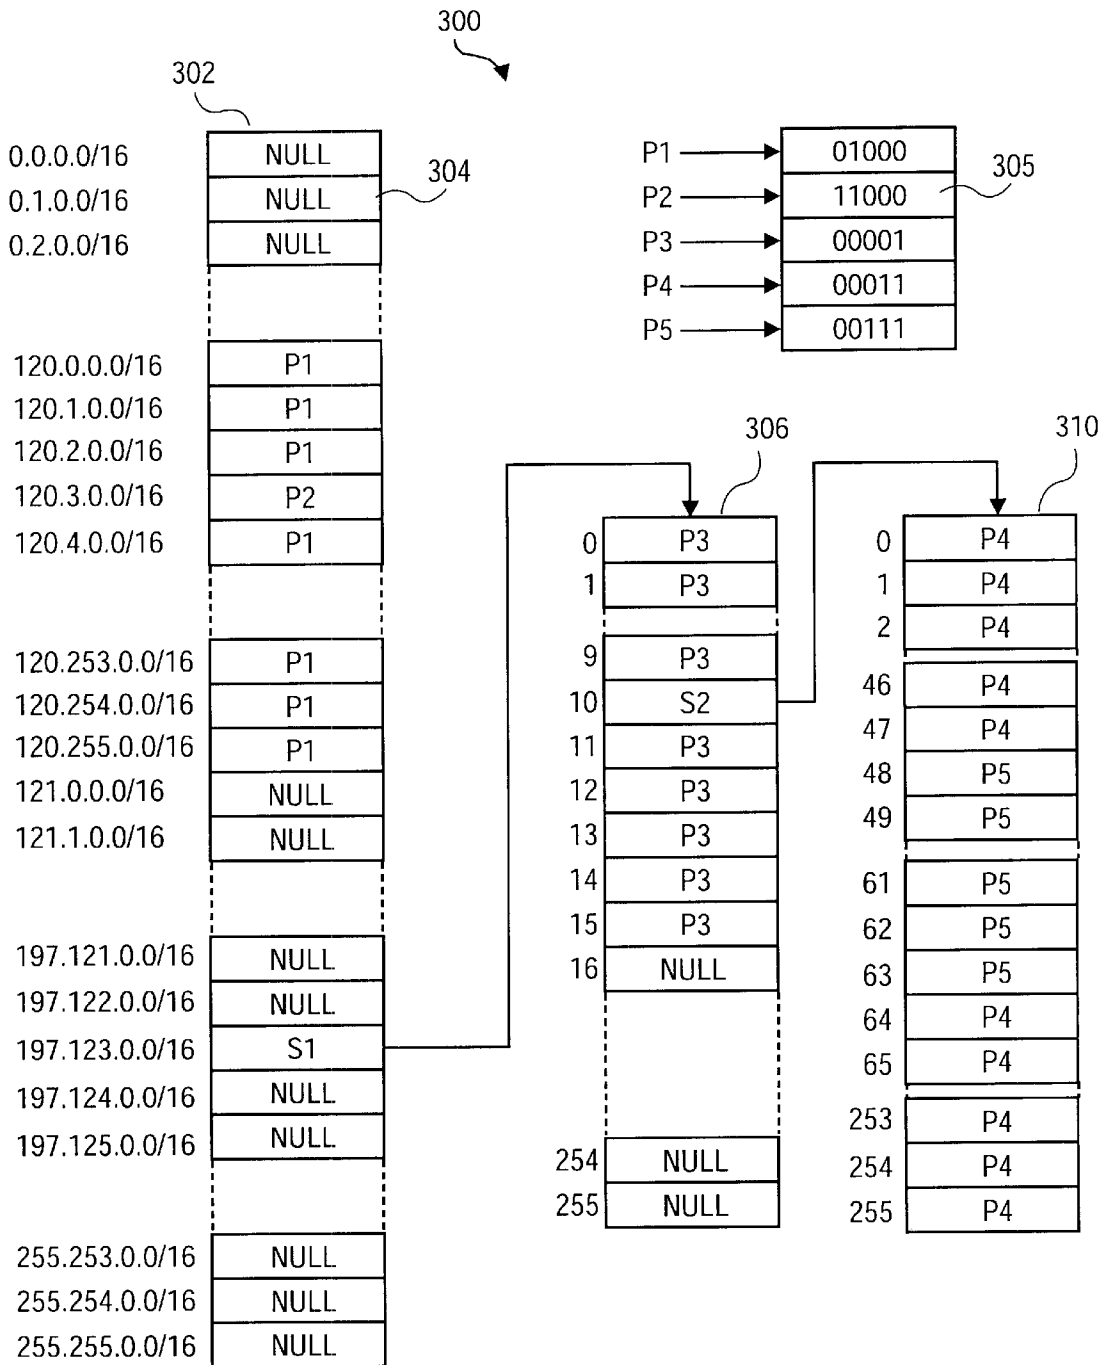 300
302
0.0.0.0/16 NULL
0.1.0.0/16 NULL
304
0.2.0.0/16 NULL
P1 01000
305
P2 11000
P3 00001
P4 00011
P5 00111
120.0.0.0/16 P1
120.1.0.0/16 P1
120.2.0.0/16 P1
120.3.0.0/16 P2
120.4.0.0/16 P1
120.253.0.0/16 P1
120.254.0.0/16 P1
120.255.0.0/16 P1
121.0.0.0/16 NULL
121.1.0.0/16 NULL
197.121.0.0/16 NULL
197.122.0.0/16 NULL
197.123.0.0/16 S1
197.124.0.0/16 NULL
197.125.0.0/16 NULL
255.253.0.0/16 NULL
255.254.0.0/16 NULL
255.255.0.0/16 NULL
306
0 P3
1 P3
9 P3
10 S2
11 P3
12 P3
13 P3
14 P3
15 P3
16 NULL
254 NULL
255 NULL
310
0 P4
1 P4
2 P4
46 P4
47 P4
48 P5
49 P5
61 P5
62 P5
63 P5
64 P4
65 P4
253 P4
254 P4
255 P4